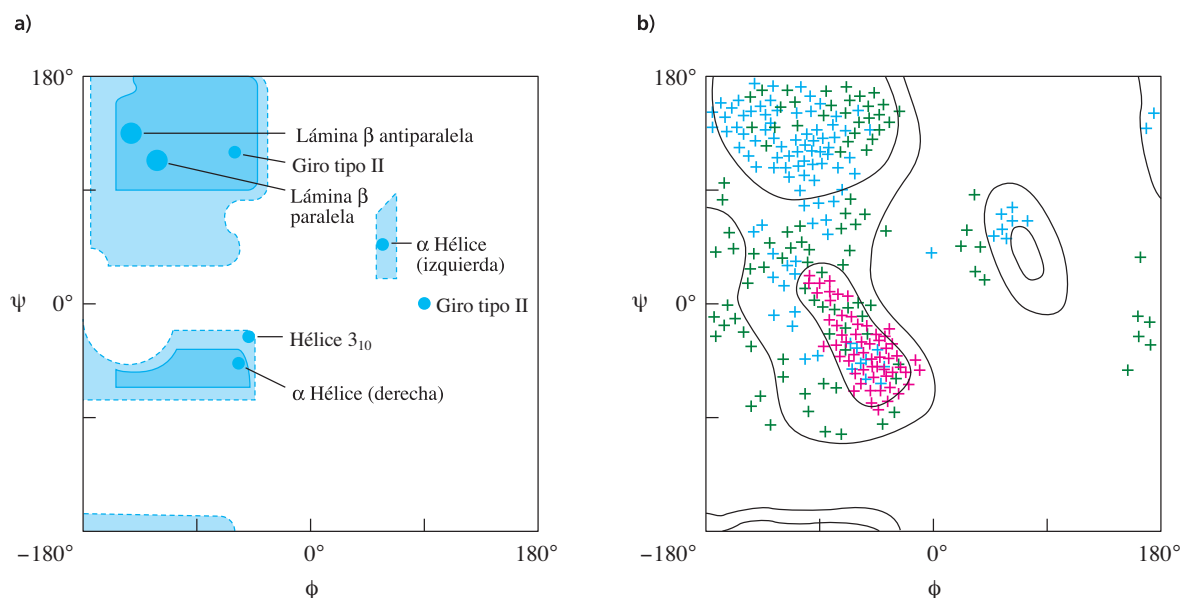 a)
180°
Lámina β antiparalela
Giro tipo II
Lámina β
paralela
α Hélice
(izquierda)
ψ
0°
Giro tipo II
Hélice 3₁₀
α Hélice (derecha)
−180°
0°
180°
ϕ
b)
180°
ψ
0°
−180°
0°
180°
ϕ